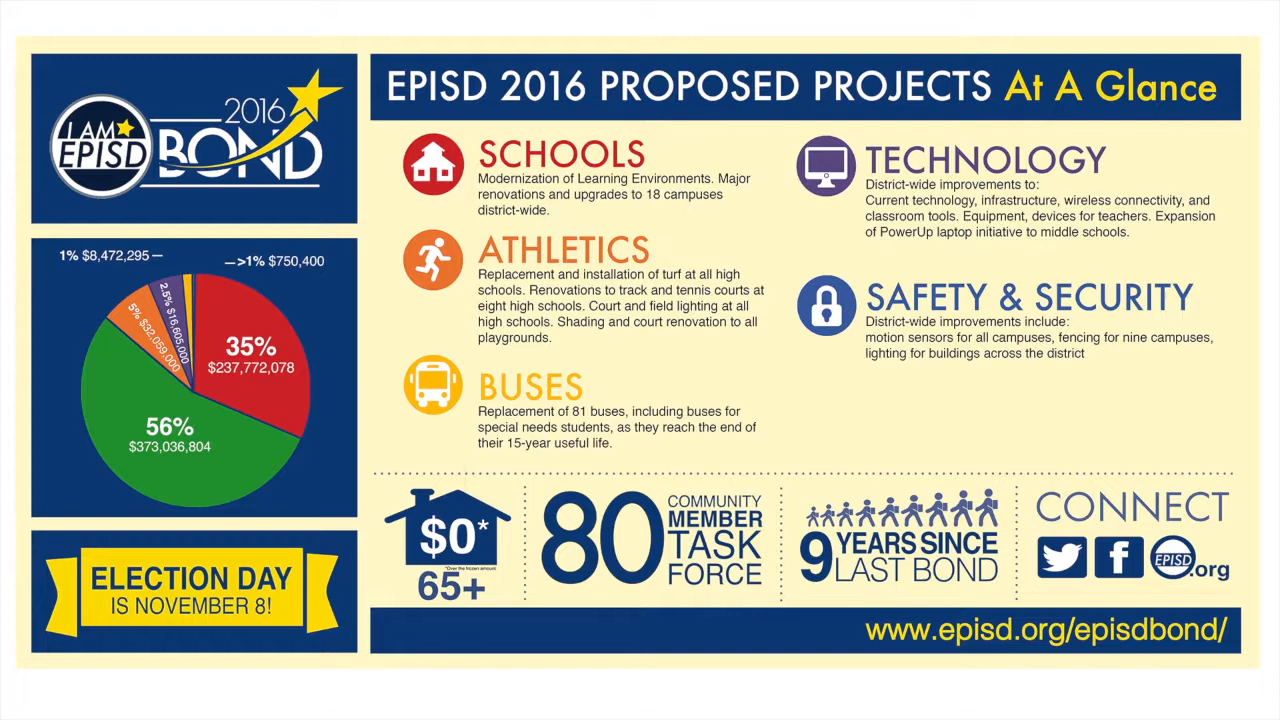 I AM
EPISD
2016
BOND
EPISD 2016 PROPOSED PROJECTS At A Glance
1% $8,472,295
>1% $750,400
2.5% $16,605,000
5% $32,059,000
35%
$237,772,078
56%
$373,036,804
ELECTION DAY
IS NOVEMBER 8!
SCHOOLS
Modernization of Learning Environments. Major
renovations and upgrades to 18 campuses
district-wide.
ATHLETICS
Replacement and installation of turf at all high
schools. Renovations to track and tennis courts at
eight high schools. Court and field lighting at all
high schools. Shading and court renovation to all
playgrounds.
BUSES
Replacement of 81 buses, including buses for
special needs students, as they reach the end of
their 15-year useful life.
TECHNOLOGY
District-wide improvements to:
Current technology, infrastructure, wireless connectivity, and
classroom tools. Equipment, devices for teachers. Expansion
of PowerUp laptop initiative to middle schools.
SAFETY & SECURITY
District-wide improvements include:
motion sensors for all campuses, fencing for nine campuses,
lighting for buildings across the district
$0*
*Over the frozen amount
65+
80
COMMUNITY
MEMBER
TASK
FORCE
9 YEARS SINCE
LAST BOND
CONNECT
EPISD.org
www.episd.org/episdbond/